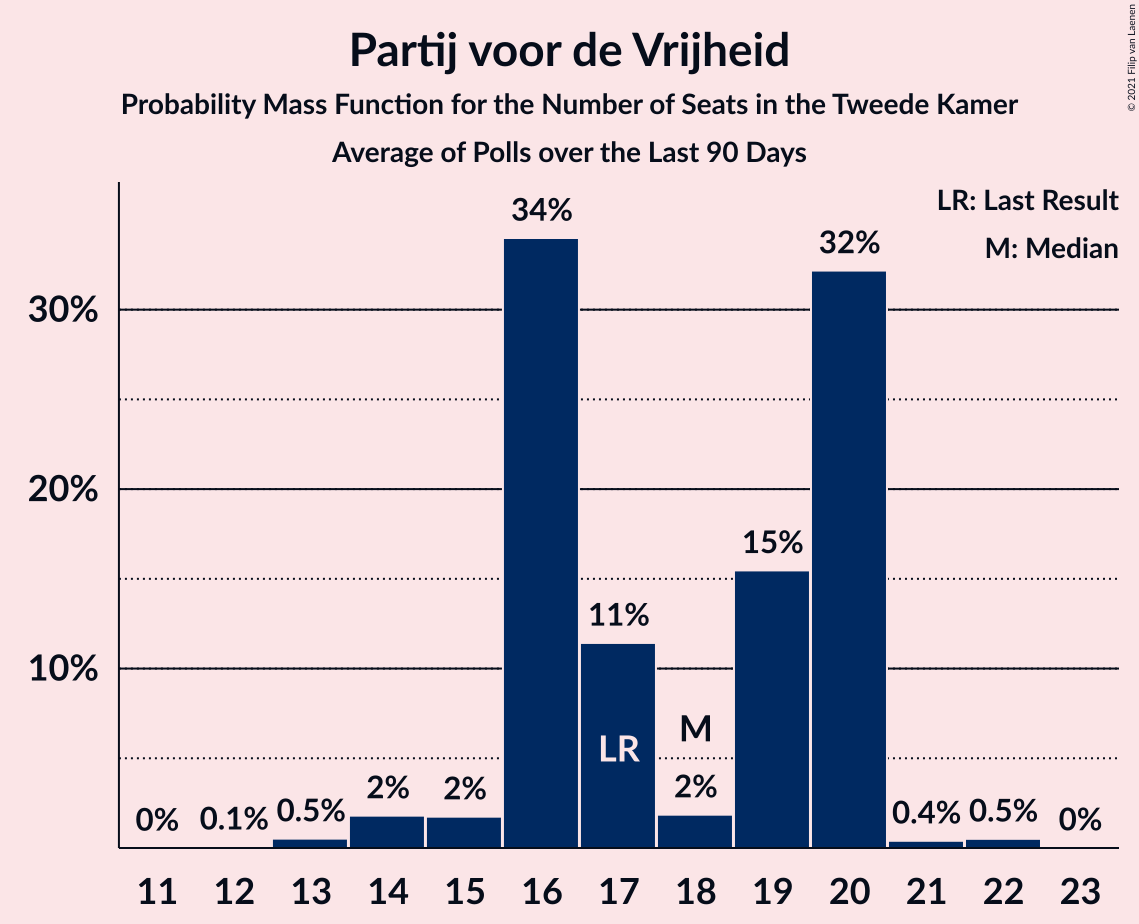 Partij voor de Vrijheid
Probability Mass Function for the Number of Seats in the Tweede Kamer
Average of Polls over the Last 90 Days
© 2021 Filip van Laenen
LR: Last Result
M: Median
30%
20%
10%
0%
0.1%
0.5%
2%
2%
34%
11%
LR
M
2%
15%
32%
0.4%
0.5%
0%
11 12 13 14 15 16 17 18 19 20 21 22 23